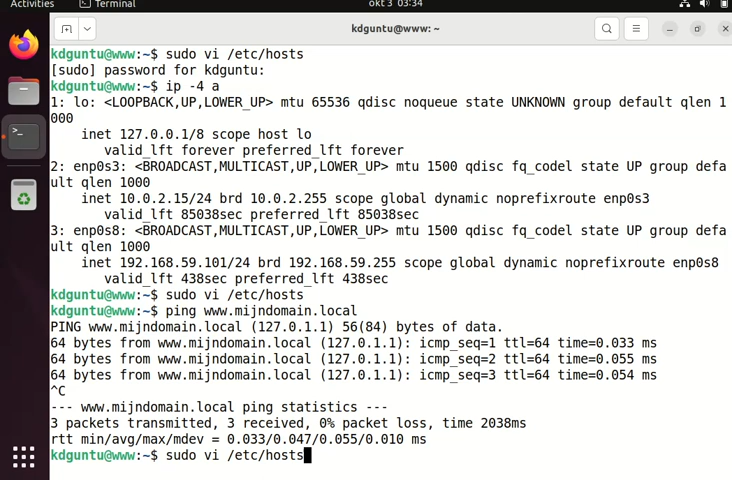 Activities Terminal okt 3 03:34
kdguntu@www: ~
kdguntu@www:~$ sudo vi /etc/hosts
[sudo] password for kdguntu:
kdguntu@www:~$ ip -4 a
1: lo: <LOOPBACK,UP,LOWER_UP> mtu 65536 qdisc noqueue state UNKNOWN group default qlen 1
000
    inet 127.0.0.1/8 scope host lo
       valid_lft forever preferred_lft forever
2: enp0s3: <BROADCAST,MULTICAST,UP,LOWER_UP> mtu 1500 qdisc fq_codel state UP group defa
ult qlen 1000
    inet 10.0.2.15/24 brd 10.0.2.255 scope global dynamic noprefixroute enp0s3
       valid_lft 85038sec preferred_lft 85038sec
3: enp0s8: <BROADCAST,MULTICAST,UP,LOWER_UP> mtu 1500 qdisc fq_codel state UP group defa
ult qlen 1000
    inet 192.168.59.101/24 brd 192.168.59.255 scope global dynamic noprefixroute enp0s8
       valid_lft 438sec preferred_lft 438sec
kdguntu@www:~$ sudo vi /etc/hosts
kdguntu@www:~$ ping www.mijndomain.local
PING www.mijndomain.local (127.0.1.1) 56(84) bytes of data.
64 bytes from www.mijndomain.local (127.0.1.1): icmp_seq=1 ttl=64 time=0.033 ms
64 bytes from www.mijndomain.local (127.0.1.1): icmp_seq=2 ttl=64 time=0.055 ms
64 bytes from www.mijndomain.local (127.0.1.1): icmp_seq=3 ttl=64 time=0.054 ms
^C
--- www.mijndomain.local ping statistics ---
3 packets transmitted, 3 received, 0% packet loss, time 2038ms
rtt min/avg/max/mdev = 0.033/0.047/0.055/0.010 ms
kdguntu@www:~$ sudo vi /etc/hosts